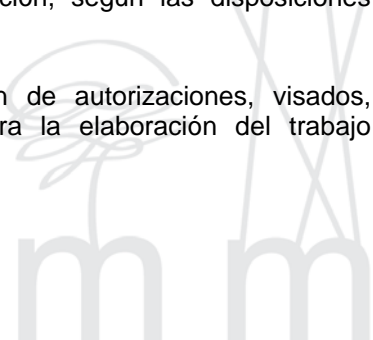 ción, según las disposiciones
n de autorizaciones, visados,
ra la elaboración del trabajo
m m